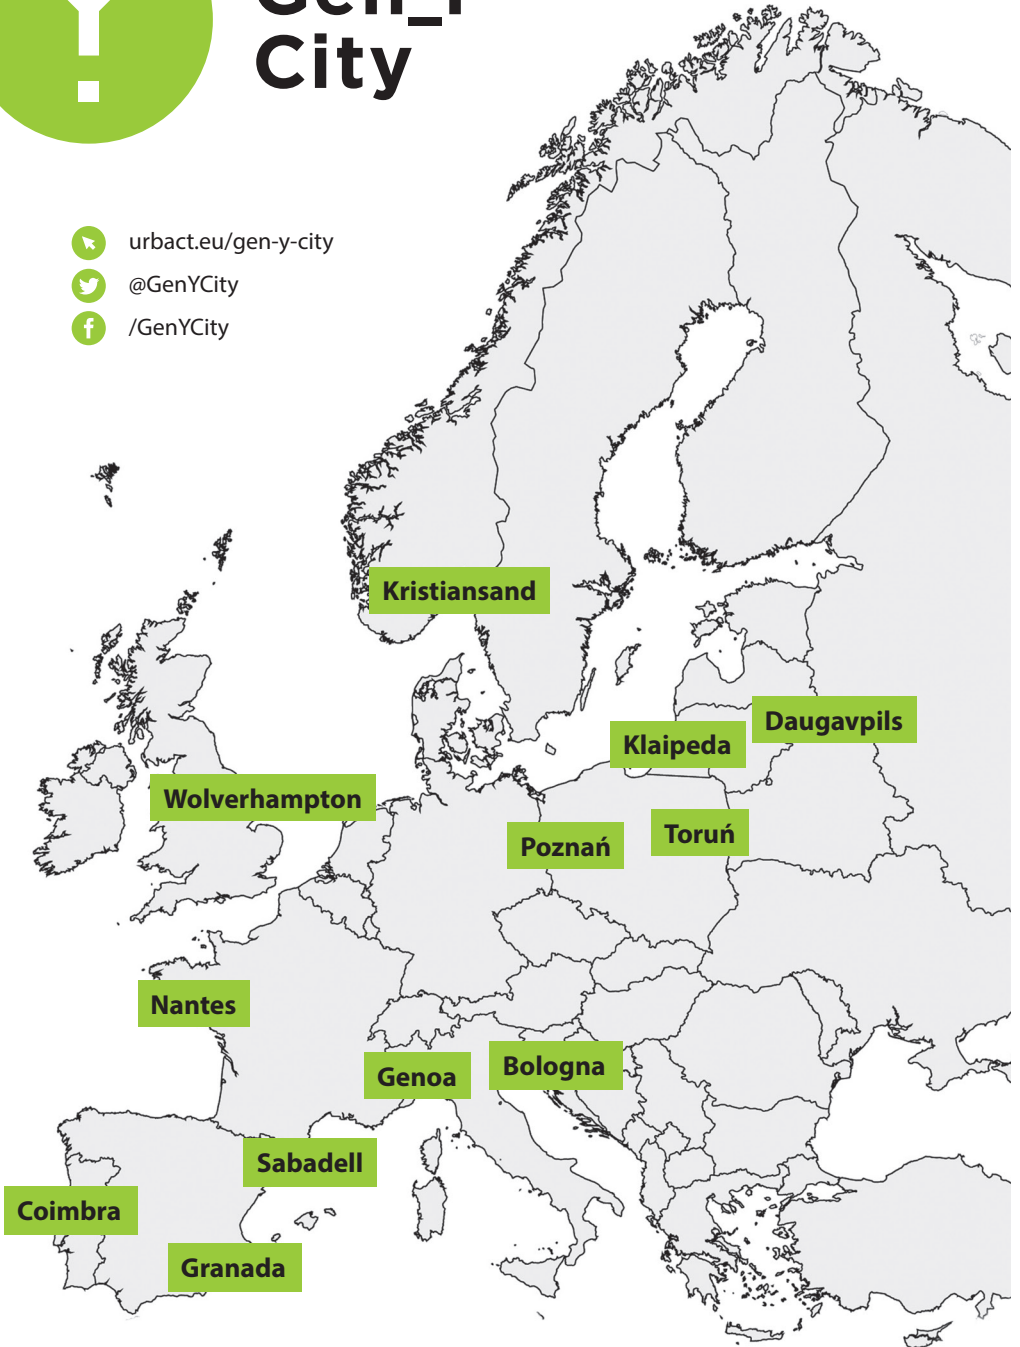 City
urbact.eu/gen-y-city
@GenYCity
/GenYCity
Kristiansand
Daugavpils
Klaipeda
Wolverhampton
Toruń
Poznań
Nantes
Bologna
Genoa
Sabadell
Coimbra
Granada